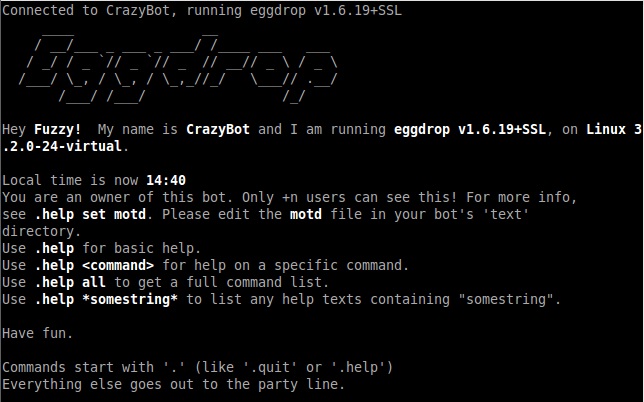 Connected to CrazyBot, running eggdrop v1.6.19+SSL
Eggdrop
Hey Fuzzy!  My name is CrazyBot and I am running eggdrop v1.6.19+SSL, on Linux 3
.2.0-24-virtual.
Local time is now 14:40
You are an owner of this bot. Only +n users can see this! For more info,
see .help set motd. Please edit the motd file in your bot's 'text'
directory.
Use .help for basic help.
Use .help <command> for help on a specific command.
Use .help all to get a full command list.
Use .help *somestring* to list any help texts containing "somestring".
Have fun.
Commands start with '.' (like '.quit' or '.help')
Everything else goes out to the party line.